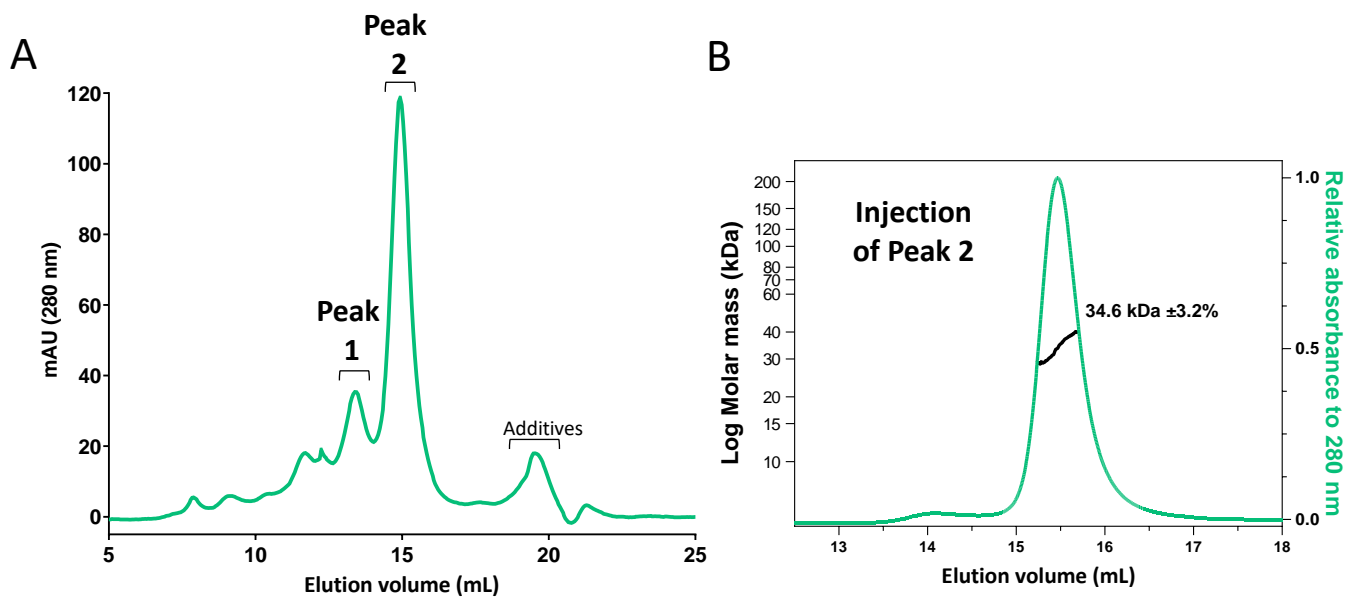 A
Peak
2
Peak
1
Additives
120
100
80
60
40
20
0
mAU (280 nm)
5
10
15
20
25
Elution volume (mL)
B
Injection
of Peak 2
34.6 kDa ±3.2%
200
150
120
100
80
70
60
40
30
20
15
10
Log Molar mass (kDa)
1.0
0.5
0.0
Relative absorbance to 280 nm
13
14
15
16
17
18
Elution volume (mL)